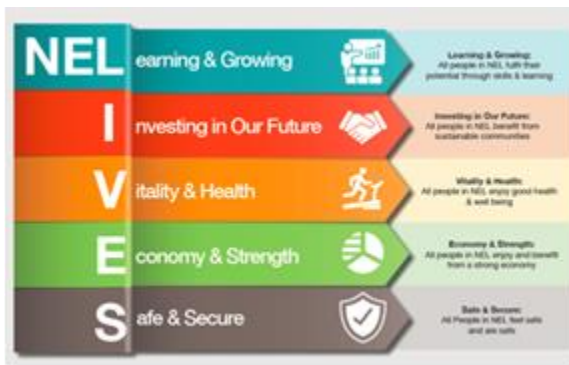 NEL earning & Growing
Learning & Growing:
All people in NEL fulfil their
potential through skills & learning
I nvesting in Our Future
Investing in Our Future:
All people in NEL benefit from
sustainable communities
V itality & Health
Vitality & Health:
All people in NEL enjoy good health
& well being
E conomy & Strength
Economy & Strength:
All people in NEL enjoy and benefit
from a strong economy
S afe & Secure
Safe & Secure:
All People in NEL feel safe
and are safe